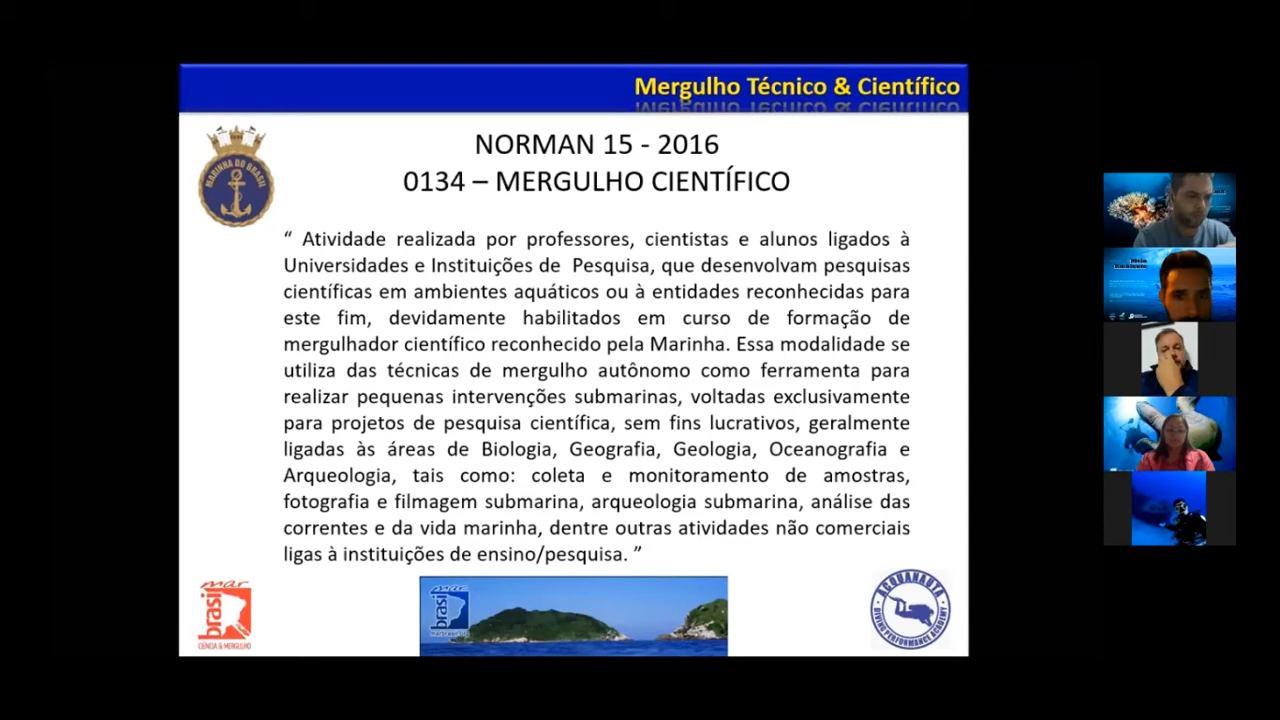 Mergulho Técnico & Científico
MARINHA DO BRASIL
NORMAN 15 - 2016
0134 – MERGULHO CIENTÍFICO
“ Atividade realizada por professores, cientistas e alunos ligados à
Universidades e Instituições de Pesquisa, que desenvolvam pesquisas
científicas em ambientes aquáticos ou à entidades reconhecidas para
este fim, devidamente habilitados em curso de formação de
mergulhador científico reconhecido pela Marinha. Essa modalidade se
utiliza das técnicas de mergulho autônomo como ferramenta para
realizar pequenas intervenções submarinas, voltadas exclusivamente
para projetos de pesquisa científica, sem fins lucrativos, geralmente
ligadas às áreas de Biologia, Geografia, Geologia, Oceanografia e
Arqueologia, tais como: coleta e monitoramento de amostras,
fotografia e filmagem submarina, arqueologia submarina, análise das
correntes e da vida marinha, dentre outras atividades não comerciais
ligas à instituições de ensino/pesquisa. ”
mar
brasil
CIÊNCIA & MERGULHO
mar
brasil
ACQUANAUTA
DIVING PERFORMANCE ACADEMY